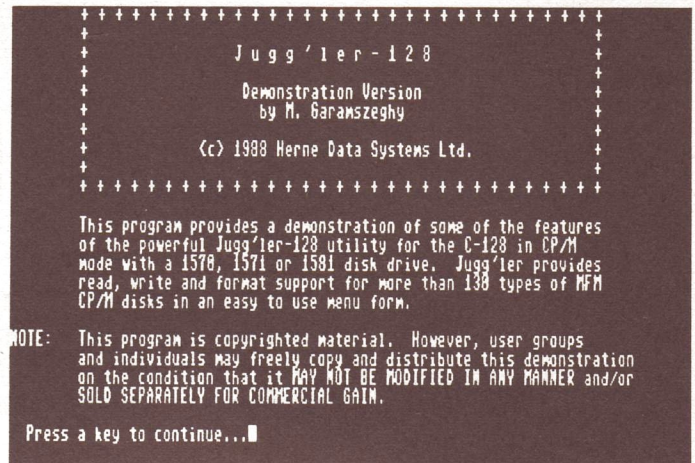 Jugg'ler-128
Demonstration Version
by M. Garamszeghy
(c) 1988 Herne Data Systems Ltd.
This program provides a demonstration of some of the features
of the powerful Jugg'ler-128 utility for the C-128 in CP/M
mode with a 1570, 1571 or 1581 disk drive. Jugg'ler provides
read, write and format support for more than 130 types of MFM
CP/M disks in an easy to use menu form.
NOTE: This program is copyrighted material. However, user groups
and individuals may freely copy and distribute this demonstration
on the condition that it MAY NOT BE MODIFIED IN ANY MANNER and/or
SOLD SEPARATELY FOR COMMERCIAL GAIN.
Press a key to continue...